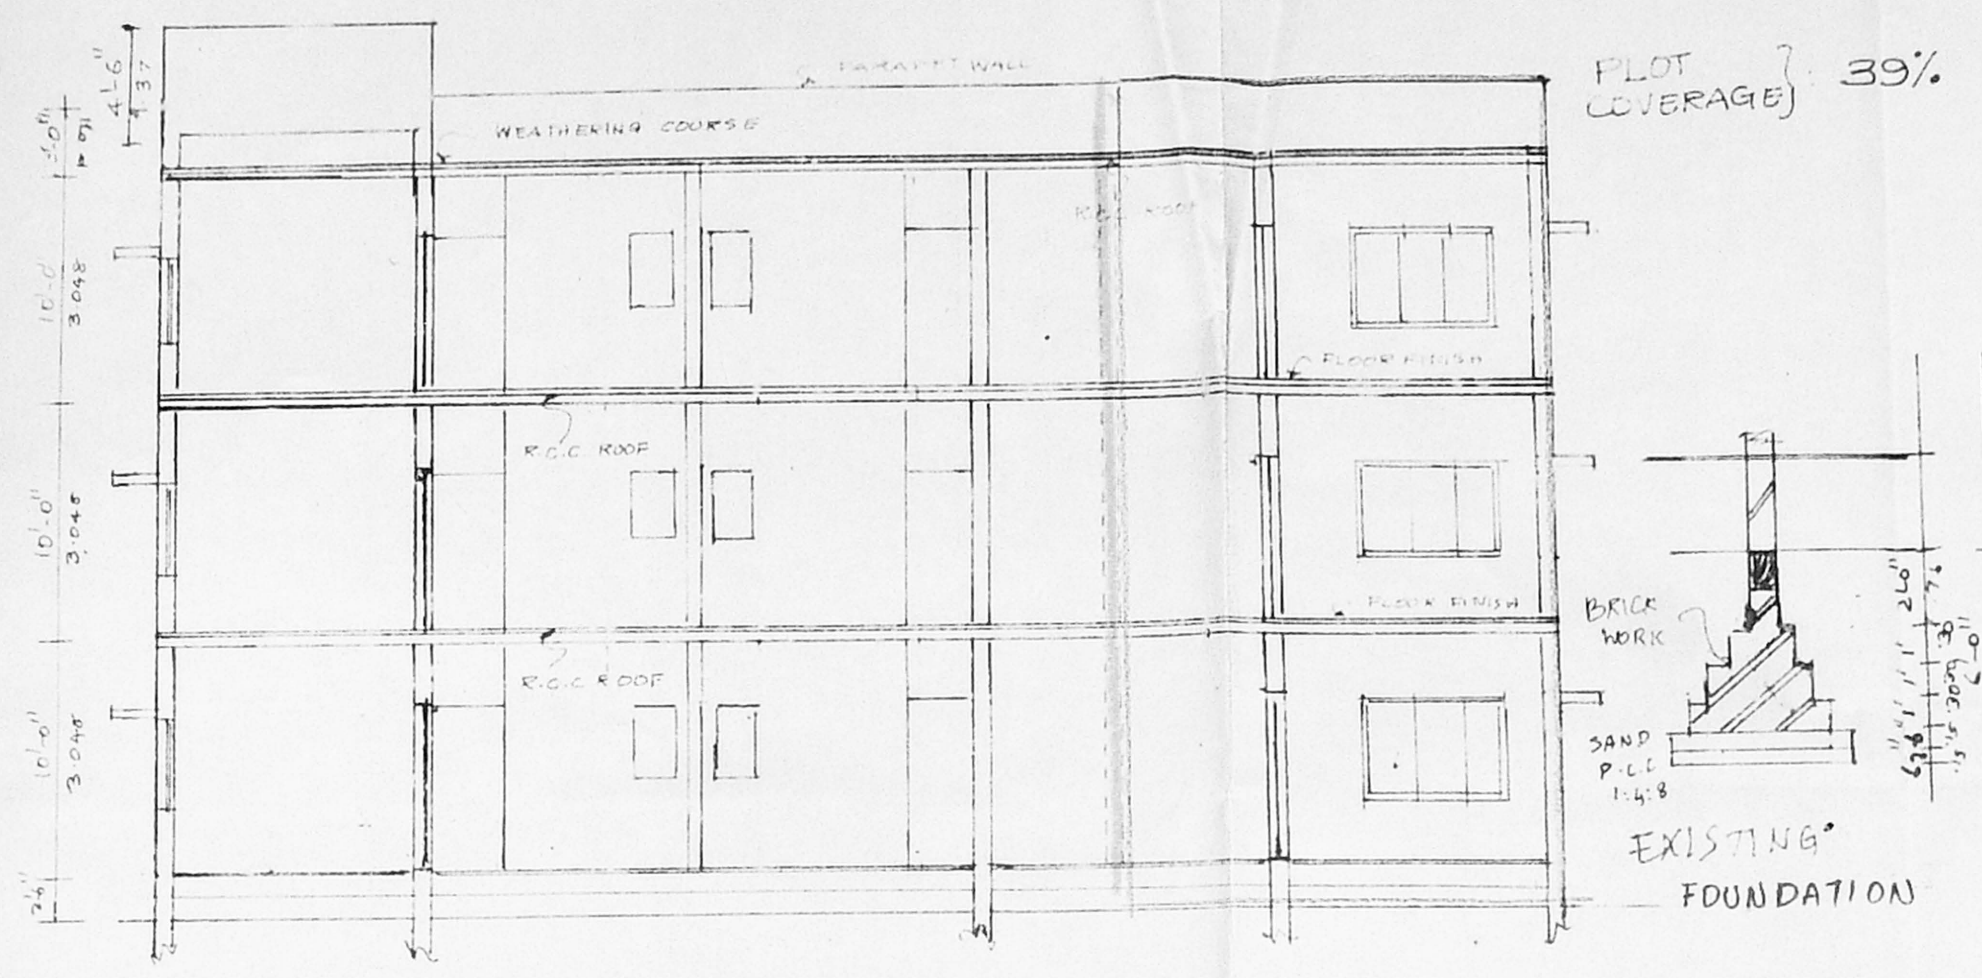 PARAPET WALL
WEATHERING COURSE
PLOT
COVERAGE } : 39%
4'-6"
1.37
R.C.C ROOF
10'-0"
3.048
FLOOR FINISH
R.C.C ROOF
10'-0"
3.048
FLOOR FINISH
R.C.C ROOF
10'-0"
3.048
2'6"
BRICK
WORK
SAND
P.C.C
1:4:8
EXISTING
FOUNDATION